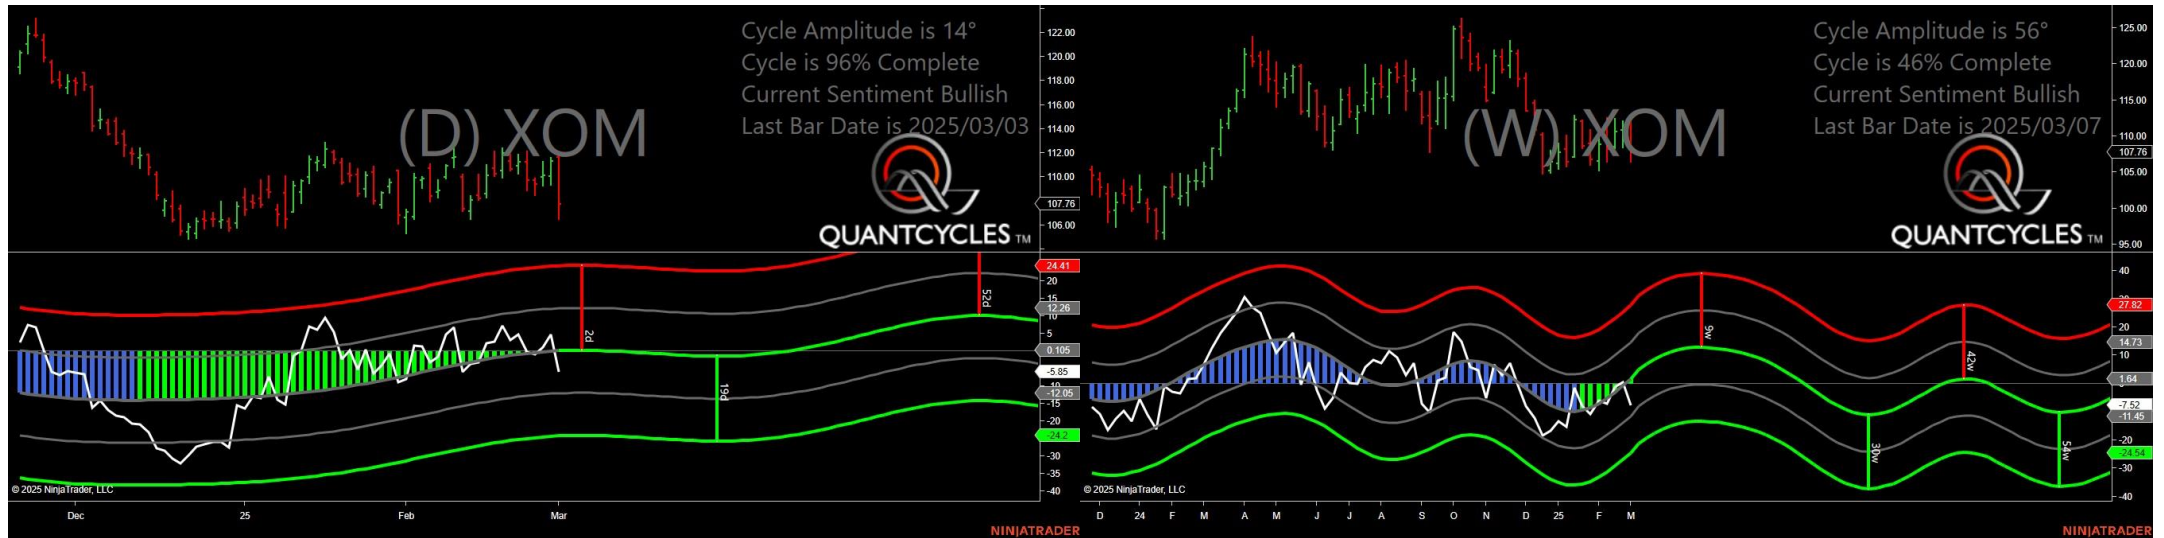 Cycle Amplitude is 14°
Cycle is 96% Complete
Current Sentiment Bullish
Last Bar Date is 2025/03/03
(D) XOM
QUANTCYCLES TM
122.00
120.00
118.00
116.00
114.00
112.00
110.00
107.76
106.00
24.41
20
15
12.26
10
5
0.105
-5.85
-10
-12.05
-15
-20
-24.2
-30
-35
-40
2d
19d
52d
© 2025 NinjaTrader, LLC
Dec
25
Feb
Mar
NINJATRADER
Cycle Amplitude is 56°
Cycle is 46% Complete
Current Sentiment Bullish
Last Bar Date is 2025/03/07
(W) XOM
QUANTCYCLES TM
125.00
120.00
115.00
110.00
107.76
105.00
100.00
95.00
40
27.82
20
14.73
10
1.64
-7.52
-11.45
-20
-24.54
-30
-40
9w
30w
42w
54w
© 2025 NinjaTrader, LLC
D
24
F
M
A
M
J
J
A
S
O
N
D
25
F
M
NINJATRADER